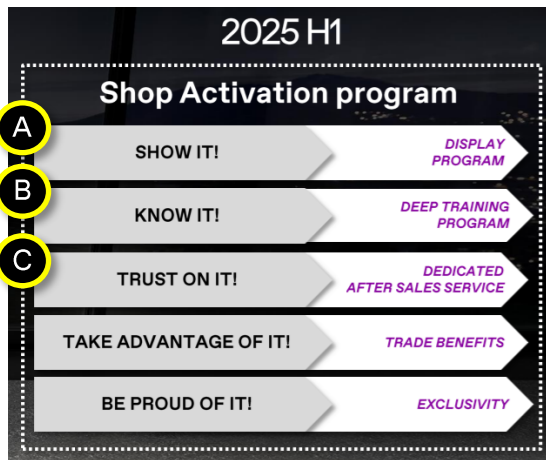 2025 H1
Shop Activation program
A
SHOW IT!
DISPLAY
PROGRAM
B
KNOW IT!
DEEP TRAINING
PROGRAM
C
TRUST ON IT!
DEDICATED
AFTER SALES SERVICE
TAKE ADVANTAGE OF IT!
TRADE BENEFITS
BE PROUD OF IT!
EXCLUSIVITY